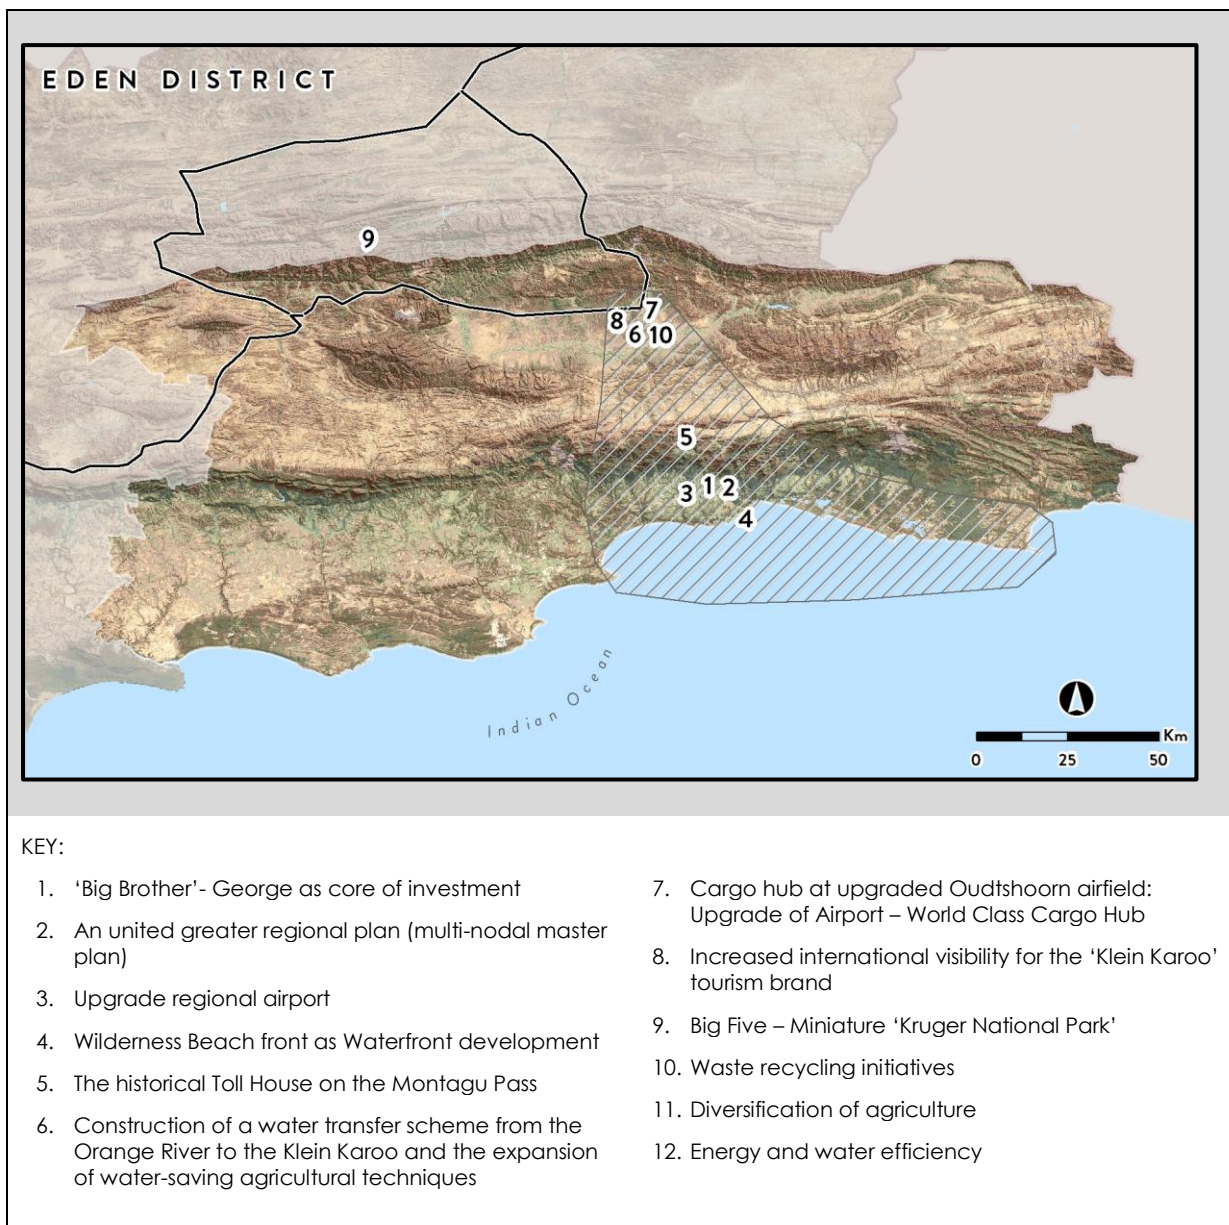 EDEN DISTRICT
9
7
8
6
10
5
1
2
3
4
Indian Ocean
Km
0 25 50
KEY:
1. ‘Big Brother’- George as core of investment
2. An united greater regional plan (multi-nodal master
plan)
3. Upgrade regional airport
4. Wilderness Beach front as Waterfront development
5. The historical Toll House on the Montagu Pass
6. Construction of a water transfer scheme from the
Orange River to the Klein Karoo and the expansion
of water-saving agricultural techniques
7. Cargo hub at upgraded Oudtshoorn airfield:
Upgrade of Airport – World Class Cargo Hub
8. Increased international visibility for the ‘Klein Karoo’
tourism brand
9. Big Five – Miniature ‘Kruger National Park’
10. Waste recycling initiatives
11. Diversification of agriculture
12. Energy and water efficiency